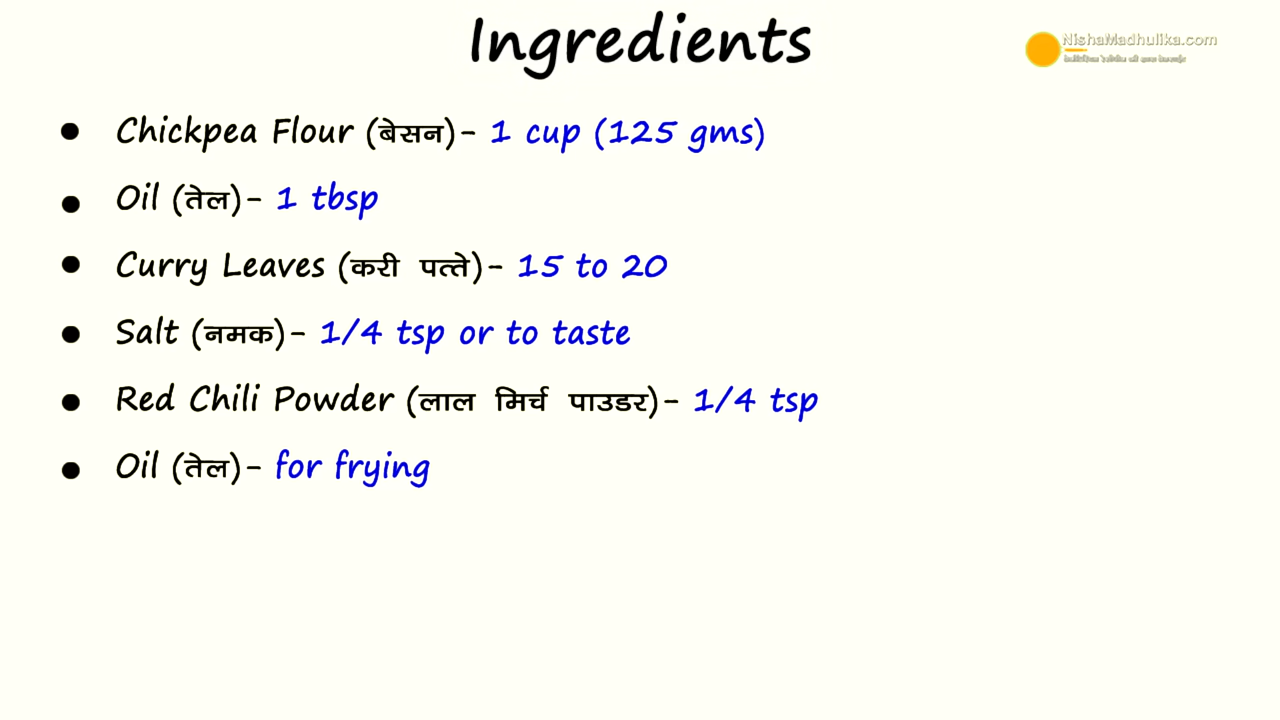 Ingredients
NishaMadhulika.com
• Chickpea Flour (बेसन)- 1 cup (125 gms)
• Oil (तेल)- 1 tbsp
• Curry Leaves (करी पत्ते)- 15 to 20
• Salt (नमक)- 1/4 tsp or to taste
• Red Chili Powder (लाल मिर्च पाउडर)- 1/4 tsp
• Oil (तेल)- for frying